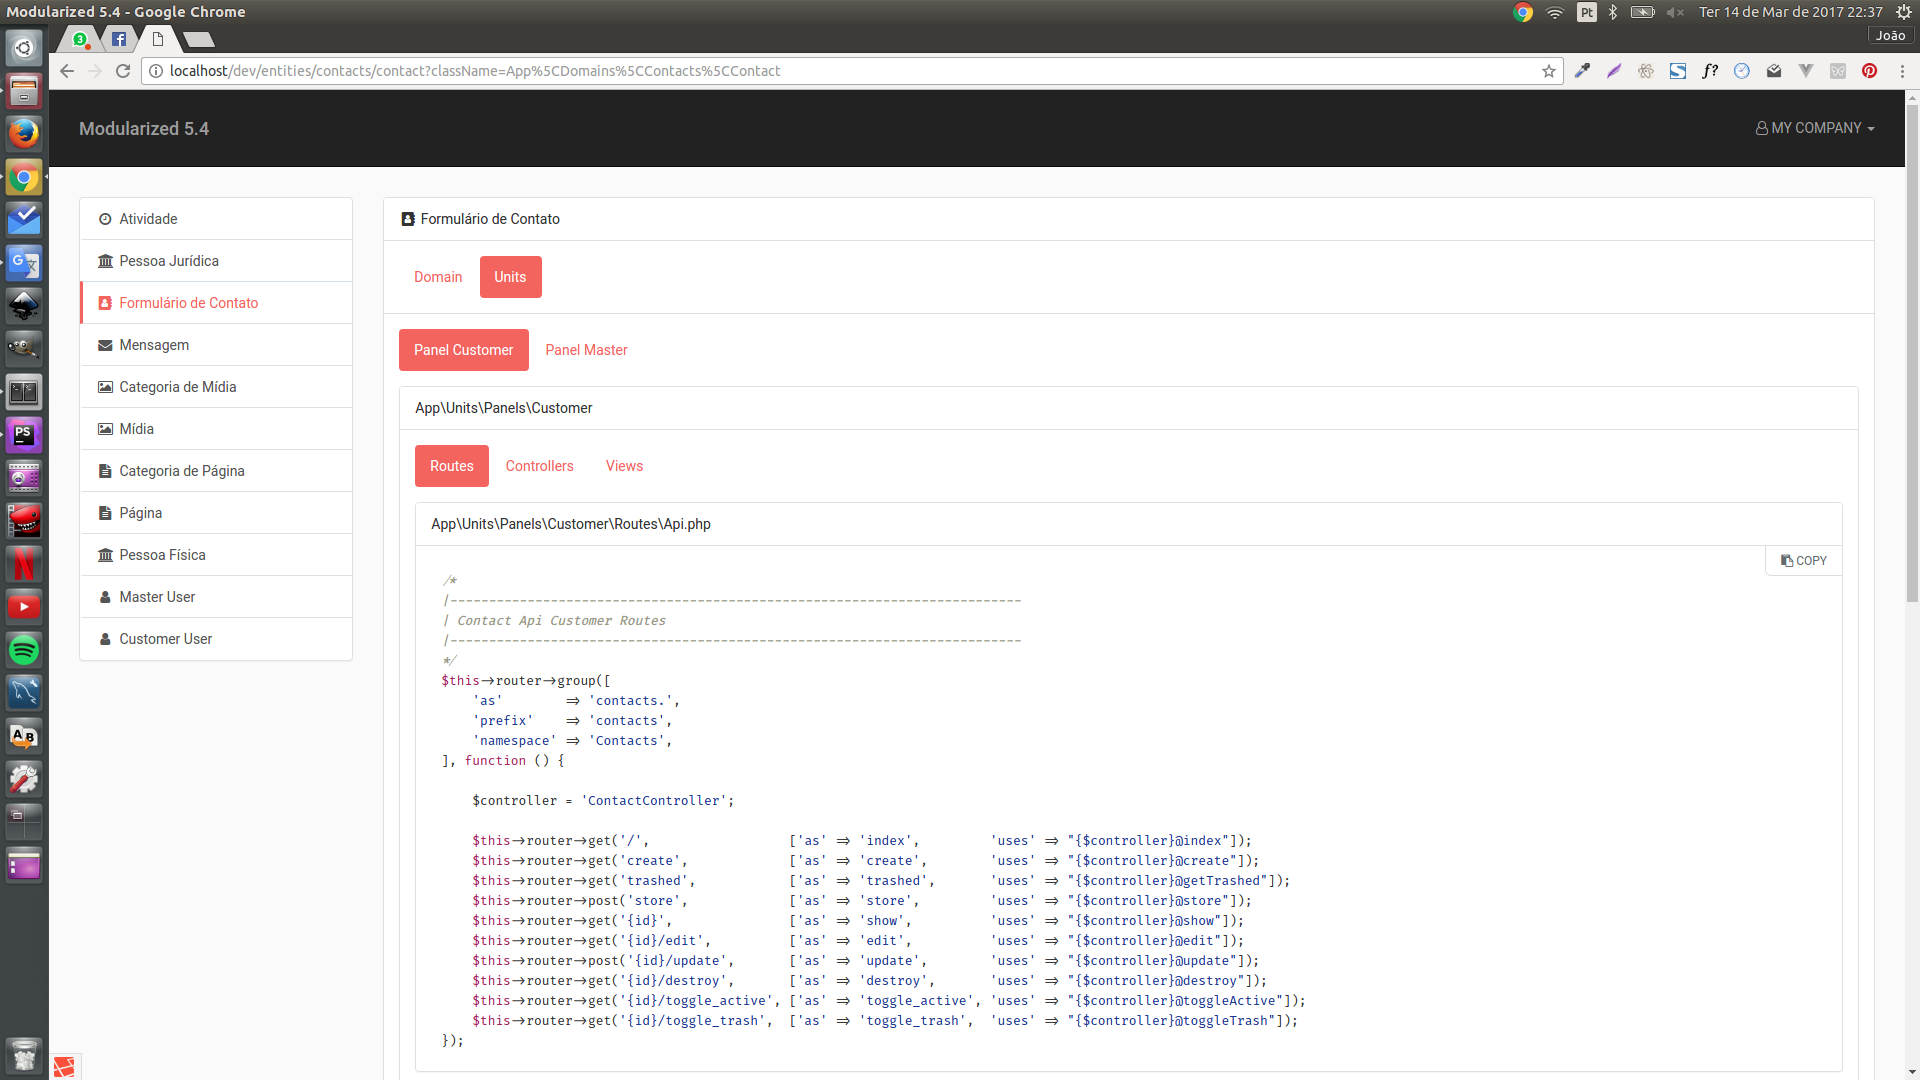 Modularized 5.4 - Google Chrome
Pt
Ter 14 de Mar de 2017 22:37
3
João
localhost/dev/entities/contacts/contact?className=App%5CDomains%5CContacts%5CContact
f?
Modularized 5.4
MY COMPANY
Atividade
Pessoa Jurídica
Formulário de Contato
Mensagem
Categoria de Mídia
Mídia
Categoria de Página
Página
Pessoa Física
Master User
Customer User
Formulário de Contato
Domain
Units
Panel Customer
Panel Master
App\Units\Panels\Customer
Routes
Controllers
Views
App\Units\Panels\Customer\Routes\Api.php
COPY
/*
|--------------------------------------------------------------------------
| Contact Api Customer Routes
|--------------------------------------------------------------------------
*/
$this->router->group([
    'as'        => 'contacts.',
    'prefix'    => 'contacts',
    'namespace' => 'Contacts',
], function () {
    $controller = 'ContactController';
    $this->router->get('/',                  ['as' => 'index',         'uses' => "{$controller}@index"]);
    $this->router->get('create',             ['as' => 'create',        'uses' => "{$controller}@create"]);
    $this->router->get('trashed',            ['as' => 'trashed',       'uses' => "{$controller}@getTrashed"]);
    $this->router->post('store',             ['as' => 'store',         'uses' => "{$controller}@store"]);
    $this->router->get('{id}',               ['as' => 'show',          'uses' => "{$controller}@show"]);
    $this->router->get('{id}/edit',          ['as' => 'edit',          'uses' => "{$controller}@edit"]);
    $this->router->post('{id}/update',       ['as' => 'update',        'uses' => "{$controller}@update"]);
    $this->router->get('{id}/destroy',       ['as' => 'destroy',       'uses' => "{$controller}@destroy"]);
    $this->router->get('{id}/toggle_active', ['as' => 'toggle_active', 'uses' => "{$controller}@toggleActive"]);
    $this->router->get('{id}/toggle_trash',  ['as' => 'toggle_trash',  'uses' => "{$controller}@toggleTrash"]);
});
PS